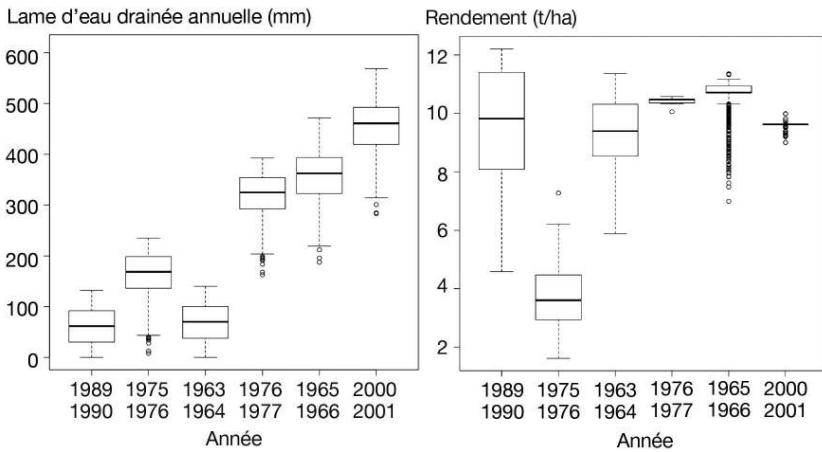 Lame d'eau drainée annuelle (mm)
600
500
400
300
200
100
0
1989 1975 1963 1976 1965 2000
1990 1976 1964 1977 1966 2001
Année
Rendement (t/ha)
12
10
8
6
4
2
1989 1975 1963 1976 1965 2000
1990 1976 1964 1977 1966 2001
Année